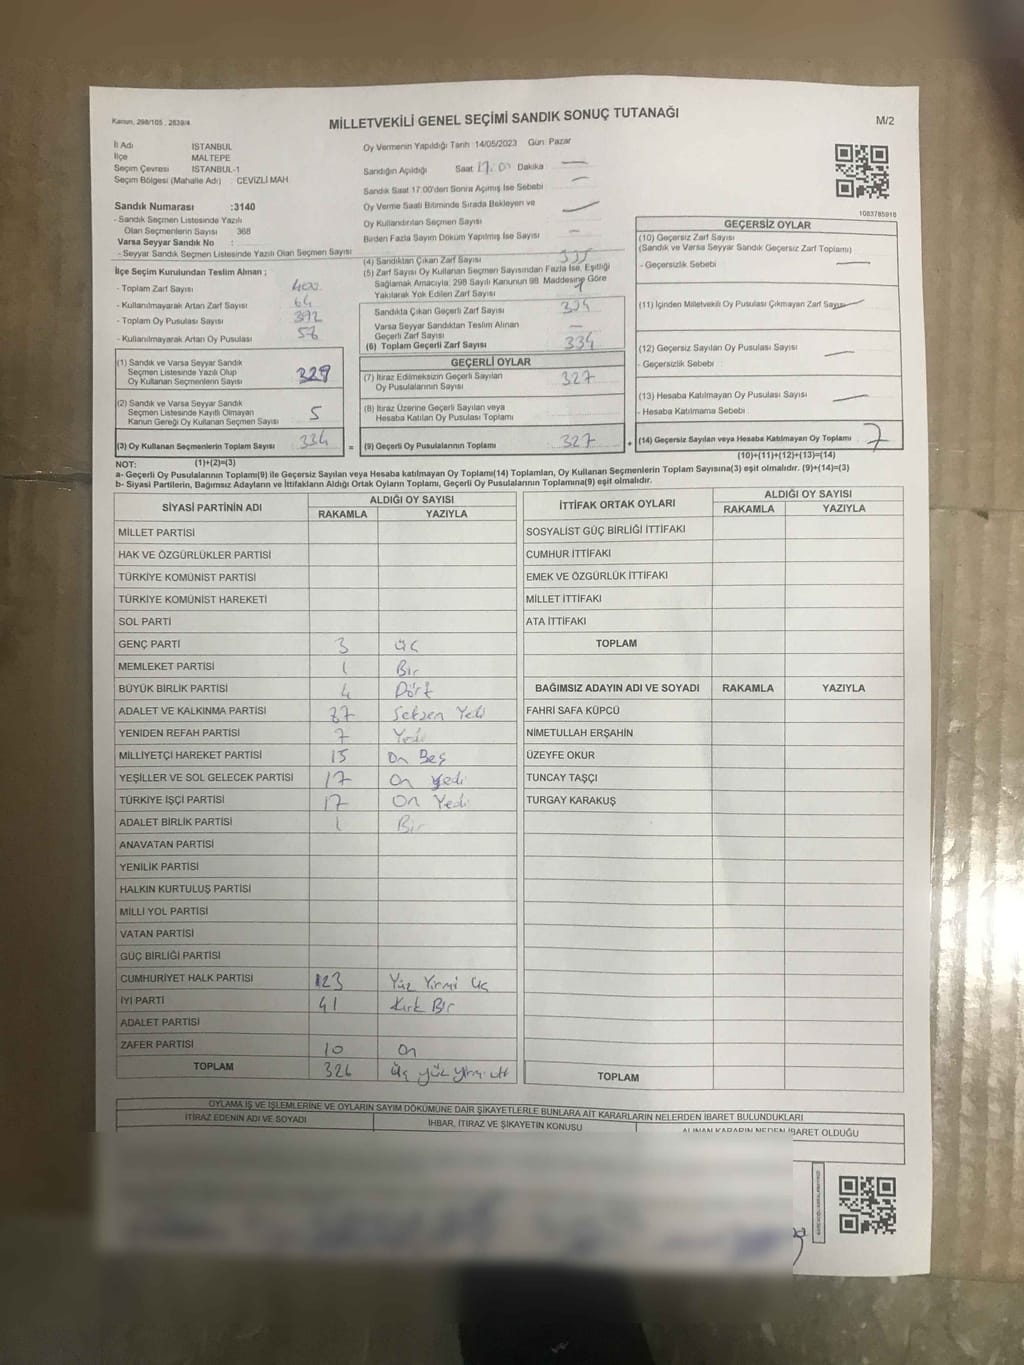 Kanun, 298/105 , 2839/4
MİLLETVEKİLİ GENEL SEÇİMİ SANDIK SONUÇ TUTANAĞI
M/2
İl Adı İSTANBUL
İlçe MALTEPE
Seçim Çevresi İSTANBUL-1
Seçim Bölgesi (Mahalle Adı) : CEVİZLİ MAH.
Sandık Numarası :3140
- Sandık Seçmen Listesinde Yazılı
Olan Seçmenlerin Sayısı 368
Varsa Seyyar Sandık No :
- Seyyar Sandık Seçmen Listesinde Yazılı Olan Seçmen Sayısı
İlçe Seçim Kurulundan Teslim Alınan ;
- Toplam Zarf Sayısı 400
- Kullanılmayarak Artan Zarf Sayısı 64
- Toplam Oy Pusulası Sayısı 392
- Kullanılmayarak Artan Oy Pusulası 58
(1) Sandık ve Varsa Seyyar Sandık
Seçmen Listesinde Yazılı Olup
Oy Kullanan Seçmenlerin Sayısı 329
(2) Sandık ve Varsa Seyyar Sandık
Seçmen Listesinde Kayıtlı Olmayan
Kanun Gereği Oy Kullanan Seçmen Sayısı 5
(3) Oy Kullanan Seçmenlerin Toplam Sayısı 334
Oy Vermenin Yapıldığı Tarih :14/05/2023 Gün: Pazar
Sandığın Açıldığı Saat 17.00 Dakika :
Sandık Saat 17:00'den Sonra Açımış İse Sebebi :
Oy Verme Saati Bitiminde Sırada Bekleyen ve
Oy Kullandırılan Seçmen Sayısı
Birden Fazla Sayım Döküm Yapılmış İse Sayısı
(4) Sandıktan Çıkan Zarf Sayısı 335
(5) Zarf Sayısı Oy Kullanan Seçmen Sayısından Fazla İse, Eşitliği
Sağlamak Amacıyla, 298 Sayılı Kanunun 98. Maddesine Göre
Yakılarak Yok Edilen Zarf Sayısı 1
Sandıkta Çıkan Geçerli Zarf Sayısı 334
Varsa Seyyar Sandıktan Teslim Alınan
Geçerli Zarf Sayısı
(6) Toplam Geçerli Zarf Sayısı 334
GEÇERLİ OYLAR
(7) İtiraz Edilmeksizin Geçerli Sayılan
Oy Pusulalarının Sayısı 327
(8) İtiraz Üzerine Geçerli Sayılan veya
Hesaba Katılan Oy Pusulası Toplamı
= (9) Geçerli Oy Pusulalarının Toplamı 327
1083785918
GEÇERSİZ OYLAR
(10) Geçersiz Zarf Sayısı
(Sandık ve Varsa Seyyar Sandık Geçersiz Zarf Toplamı)
- Geçersizlik Sebebi :
(11) İçinden Milletvekili Oy Pusulası Çıkmayan Zarf Sayısı
(12) Geçersiz Sayılan Oy Pusulası Sayısı
- Geçersizlik Sebebi :
(13) Hesaba Katılmayan Oy Pusulası Sayısı
- Hesaba Katılmama Sebebi :
+ (14) Geçersiz Sayılan veya Hesaba Katılmayan Oy Toplamı 7
NOT: (1)+(2)=(3)
(10)+(11)+(12)+(13)=(14)
a- Geçerli Oy Pusulalarının Toplamı(9) ile Geçersiz Sayılan veya Hesaba Katılmayan Oy Toplamı(14) Toplamları, Oy Kullanan Seçmenlerin Toplam Sayısına(3) eşit olmalıdır. (9)+(14)=(3)
b- Siyasi Partilerin, Bağımsız Adayların ve İttifakların Aldığı Ortak Oyların Toplamı, Geçerli Oy Pusulalarının Toplamına(9) eşit olmalıdır.
SİYASİ PARTİNİN ADI ALDIĞI OY SAYISI
RAKAMLA YAZIYLA
MİLLET PARTİSİ
HAK VE ÖZGÜRLÜKLER PARTİSİ
TÜRKİYE KOMÜNİST PARTİSİ
TÜRKİYE KOMÜNİST HAREKETİ
SOL PARTİ
GENÇ PARTİ 3 üç
MEMLEKET PARTİSİ 1 Bir
BÜYÜK BİRLİK PARTİSİ 4 Dört
ADALET VE KALKINMA PARTİSİ 87 Seksen Yedi
YENİDEN REFAH PARTİSİ 7 Yedi
MİLLİYETÇİ HAREKET PARTİSİ 15 On Beş
YEŞİLLER VE SOL GELECEK PARTİSİ 17 On yedi
TÜRKİYE İŞÇİ PARTİSİ 17 On Yedi
ADALET BİRLİK PARTİSİ 1 Bir
ANAVATAN PARTİSİ
YENİLİK PARTİSİ
HALKIN KURTULUŞ PARTİSİ
MİLLİ YOL PARTİSİ
VATAN PARTİSİ
GÜÇ BİRLİĞİ PARTİSİ
CUMHURİYET HALK PARTİSİ 123 Yüz Yirmi üç
İYİ PARTİ 41 Kırk Bir
ADALET PARTİSİ
ZAFER PARTİSİ 10 On
TOPLAM 326 üç yüz yirmi altı
İTTİFAK ORTAK OYLARI ALDIĞI OY SAYISI
RAKAMLA YAZIYLA
SOSYALİST GÜÇ BİRLİĞİ İTTİFAKI
CUMHUR İTTİFAKI
EMEK VE ÖZGÜRLÜK İTTİFAKI
MİLLET İTTİFAKI
ATA İTTİFAKI
TOPLAM
BAĞIMSIZ ADAYIN ADI VE SOYADI RAKAMLA YAZIYLA
FAHRİ SAFA KÜPCÜ
NİMETULLAH ERŞAHİN
ÜZEYFE OKUR
TUNCAY TAŞÇI
TURGAY KARAKUŞ
TOPLAM
OYLAMA İŞ VE İŞLEMLERİNE VE OYLARIN SAYIM DÖKÜMÜNE DAİR ŞİKAYETLERLE BUNLARA AİT KARARLARIN NELERDEN İBARET BULUNDUKLARI
İTİRAZ EDENİN ADI VE SOYADI İHBAR, İTİRAZ VE ŞİKAYETİN KONUSU ALINAN KARARIN NEDEN İBARET OLDUĞU